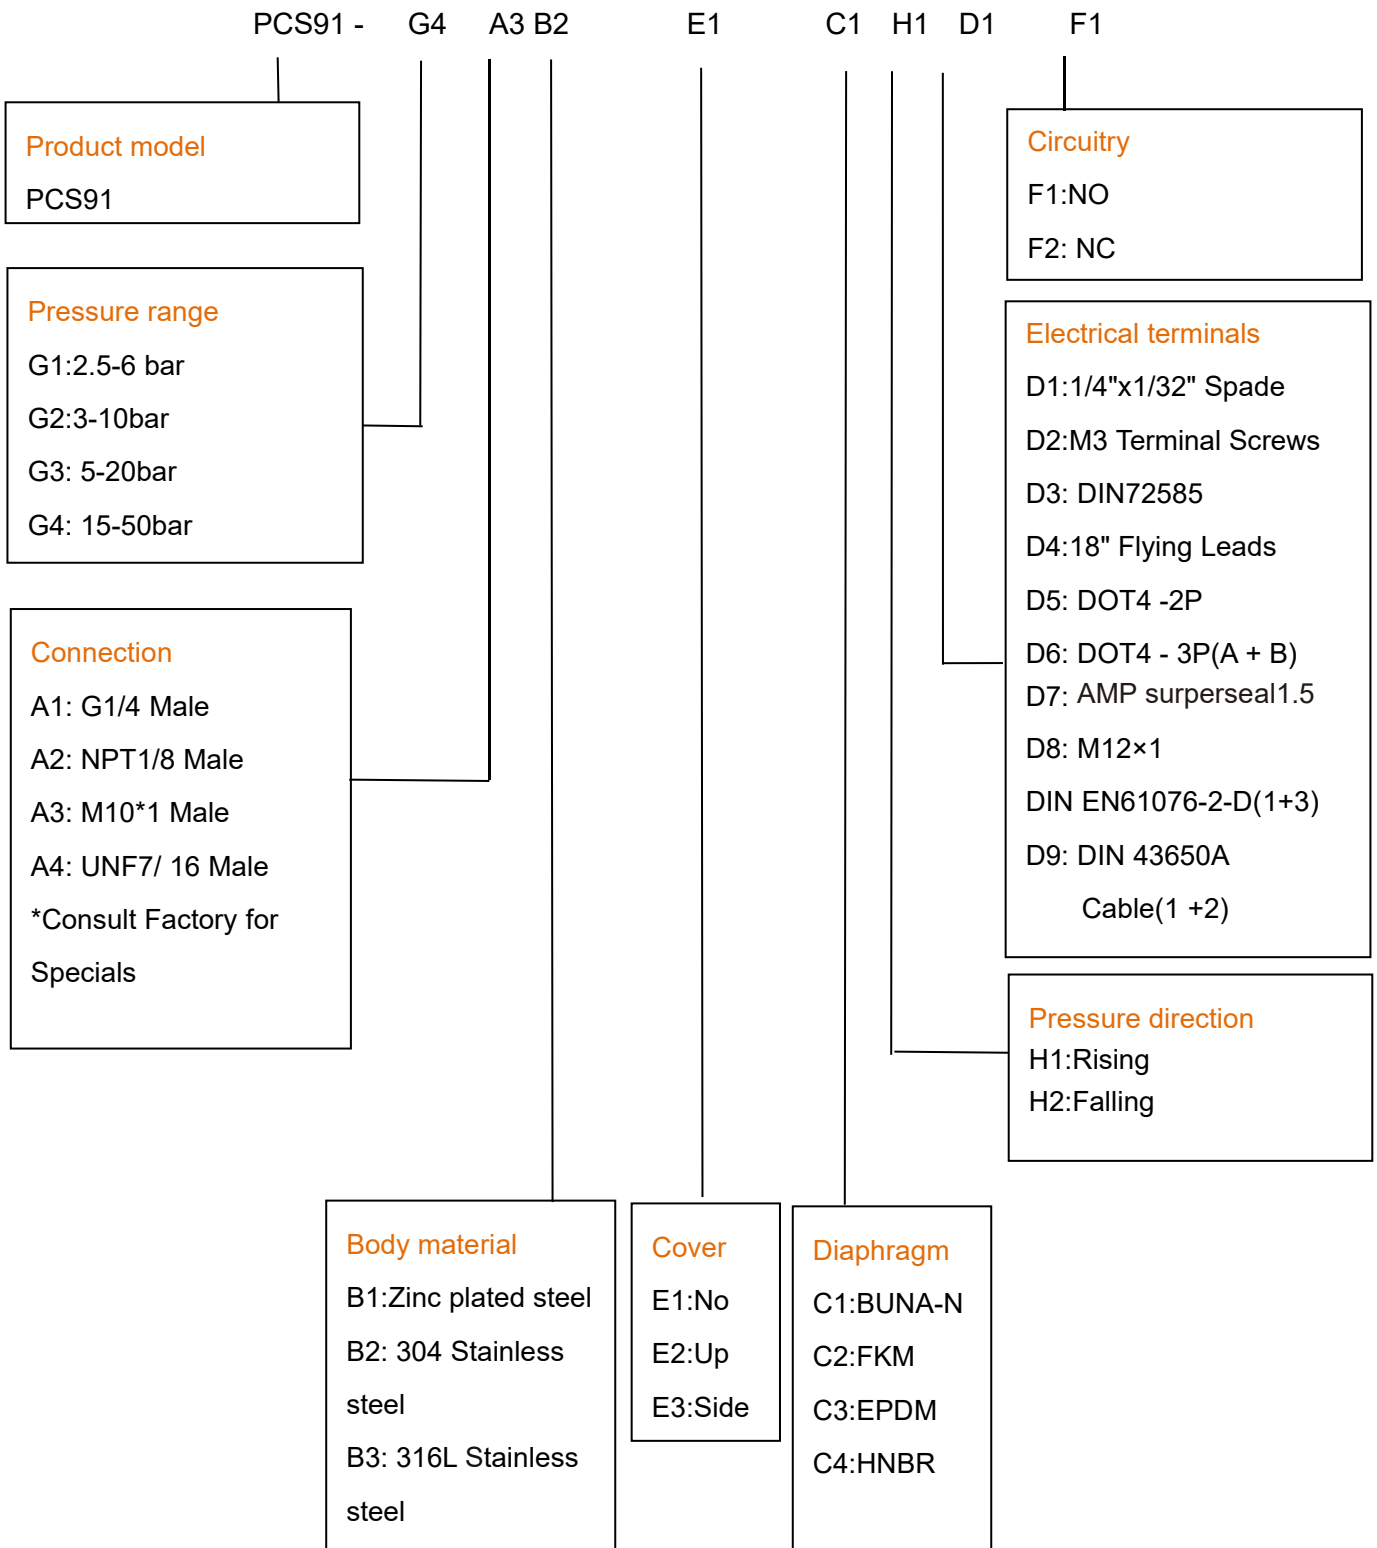 PCS91 - G4 A3 B2 E1 C1 H1 D1 F1
Product model
PCS91
Pressure range
G1:2.5-6 bar
G2:3-10bar
G3: 5-20bar
G4: 15-50bar
Connection
A1: G1/4 Male
A2: NPT1/8 Male
A3: M10*1 Male
A4: UNF7/ 16 Male
*Consult Factory for
Specials
Circuitry
F1:NO
F2: NC
Electrical terminals
D1:1/4"x1/32" Spade
D2:M3 Terminal Screws
D3: DIN72585
D4:18" Flying Leads
D5: DOT4 -2P
D6: DOT4 - 3P(A + B)
D7: AMP surperseal1.5
D8: M12×1
DIN EN61076-2-D(1+3)
D9: DIN 43650A
Cable(1 +2)
Pressure direction
H1:Rising
H2:Falling
Body material
B1:Zinc plated steel
B2: 304 Stainless
steel
B3: 316L Stainless
steel
Cover
E1:No
E2:Up
E3:Side
Diaphragm
C1:BUNA-N
C2:FKM
C3:EPDM
C4:HNBR